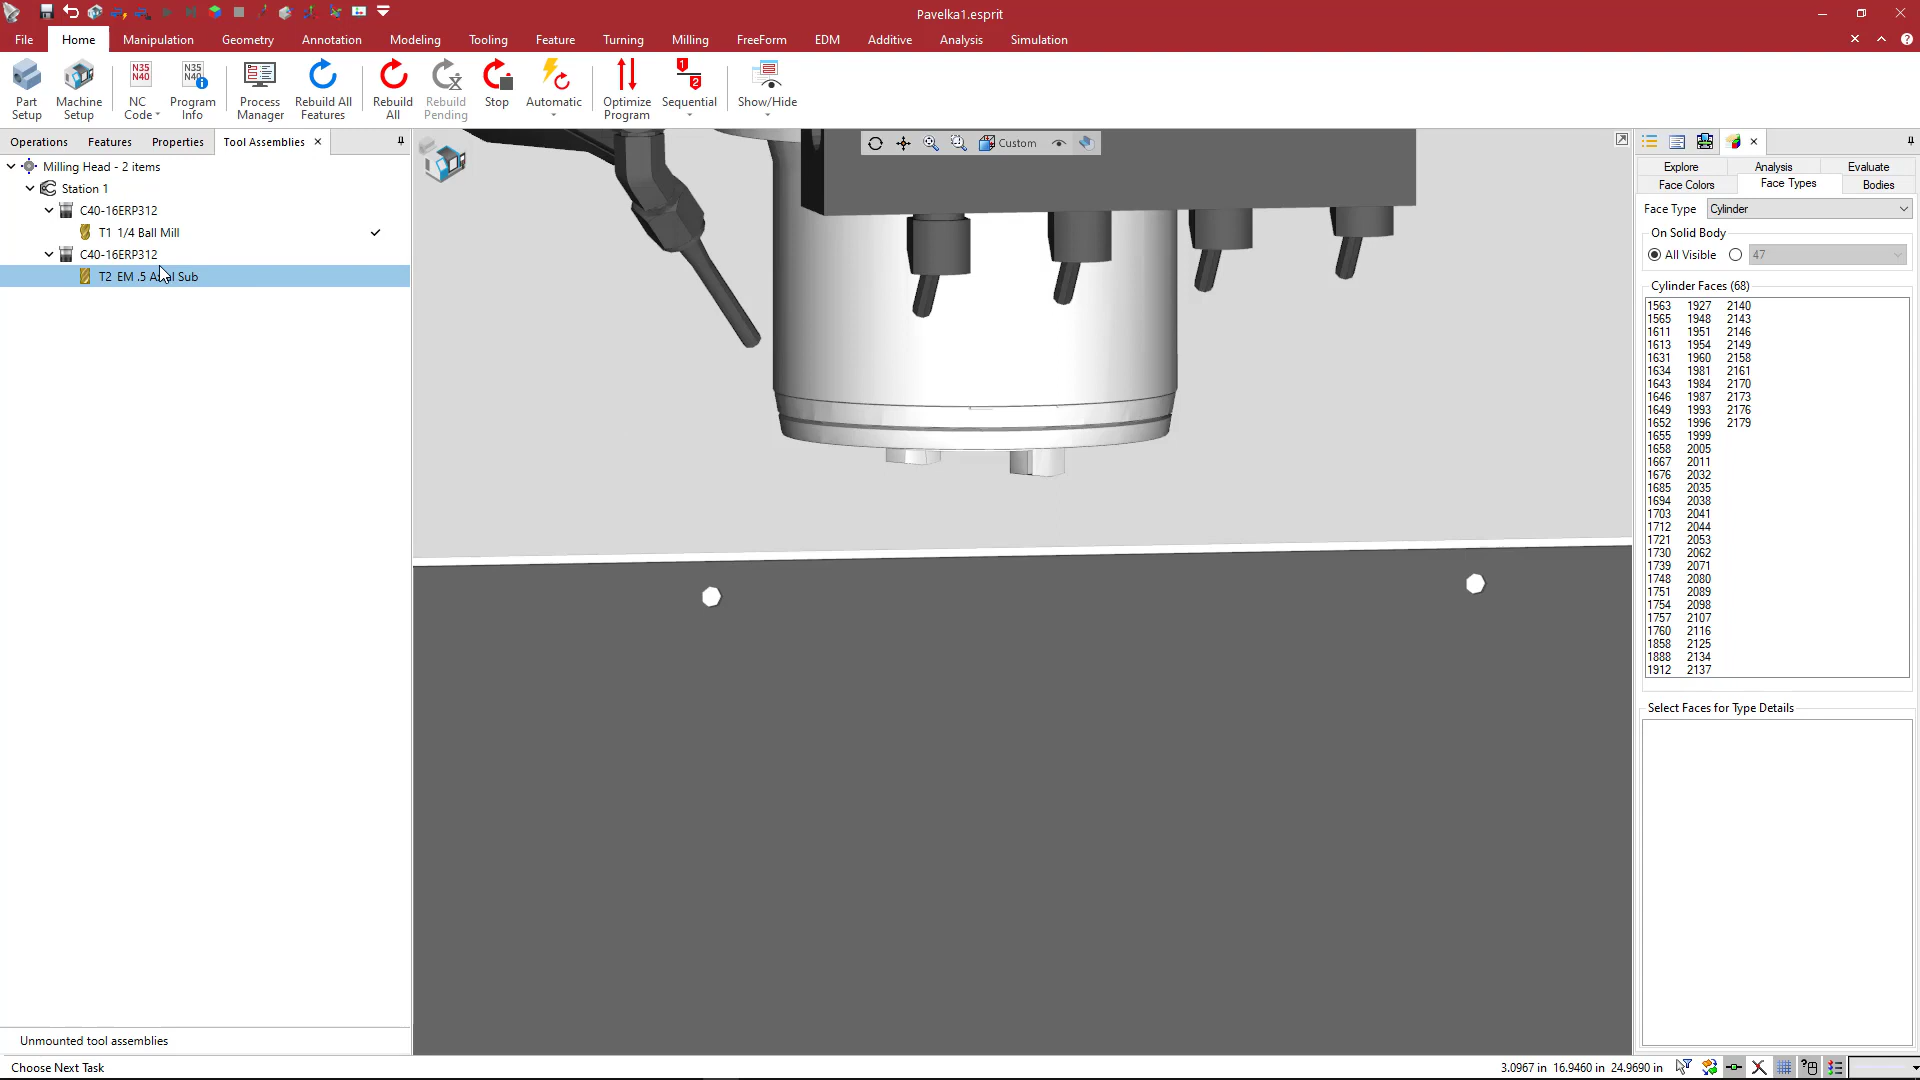 Pavelka1.esprit
File Home Manipulation Geometry Annotation Modeling Tooling Feature Turning Milling FreeForm EDM Additive Analysis Simulation
N35 N40
N35 N40
1 2
Part Setup
Machine Setup
NC Code
Program Info
Process Manager
Rebuild All Features
Rebuild All
Rebuild Pending
Stop
Automatic
Optimize Program
Sequential
Show/Hide
Operations Features Properties Tool Assemblies
Milling Head - 2 items
Station 1
C40-16ERP312
T1 1/4 Ball Mill
C40-16ERP312
T2 EM .5 Sub
Unmounted tool assemblies
Choose Next Task
Custom
Explore Analysis Evaluate
Face Colors Face Types Bodies
Face Type Cylinder
On Solid Body
All Visible 47
Cylinder Faces (68)
1563 1927 2140
1565 1948 2143
1611 1951 2146
1613 1954 2149
1631 1960 2158
1634 1981 2161
1643 1984 2170
1646 1987 2173
1649 1993 2176
1652 1996 2179
1655 1999
1658 2005
1667 2011
1676 2032
1685 2035
1694 2038
1703 2041
1712 2044
1721 2053
1730 2062
1739 2071
1748 2080
1751 2089
1754 2098
1757 2107
1760 2116
1858 2125
1888 2134
1912 2137
Select Faces for Type Details
3.0967 in 16.9460 in 24.9690 in